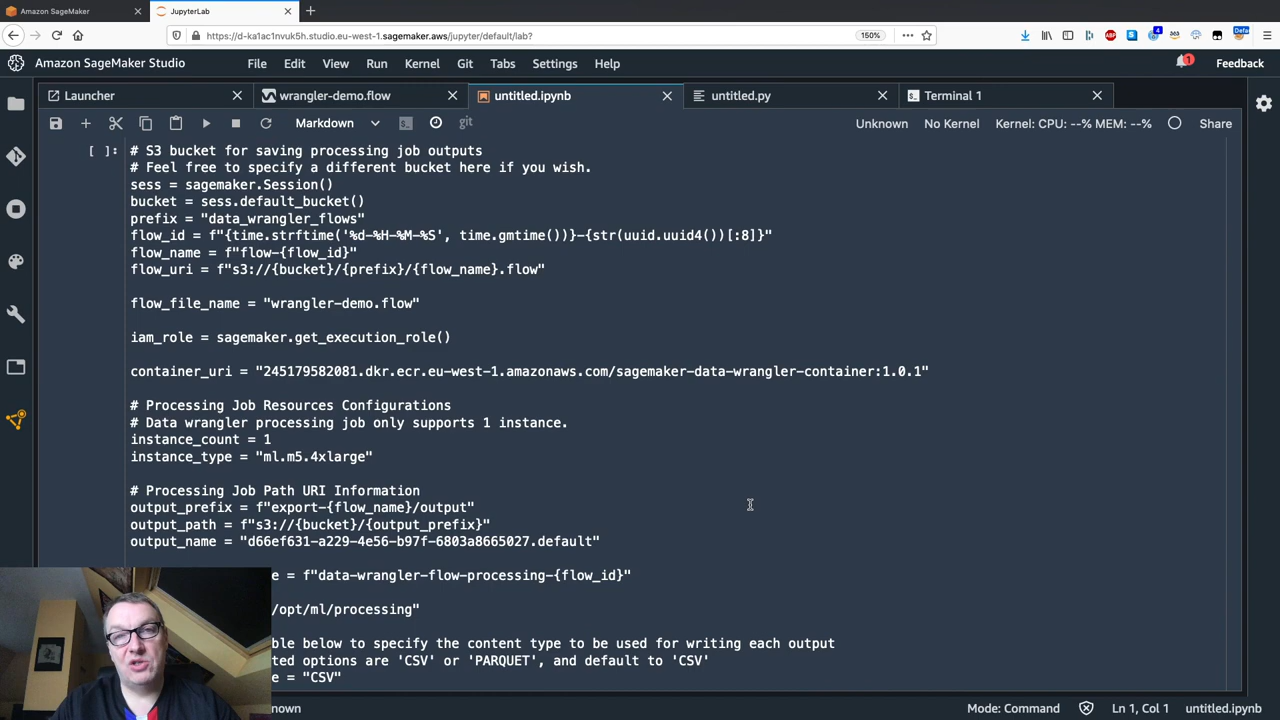 Amazon SageMaker
JupyterLab
https://d-ka1ac1nvuk5h.studio.eu-west-1.sagemaker.aws/jupyter/default/lab?
150%
4
ABP
Defa
Amazon SageMaker Studio
File Edit View Run Kernel Git Tabs Settings Help
1
Feedback
Launcher
wrangler-demo.flow
untitled.ipynb
untitled.py
Terminal 1
Markdown
git
Unknown
No Kernel
Kernel: CPU: --% MEM: --%
Share
[ ]:
# S3 bucket for saving processing job outputs
# Feel free to specify a different bucket here if you wish.
sess = sagemaker.Session()
bucket = sess.default_bucket()
prefix = "data_wrangler_flows"
flow_id = f"{time.strftime('%d-%H-%M-%S', time.gmtime())}-{str(uuid.uuid4())[:8]}"
flow_name = f"flow-{flow_id}"
flow_uri = f"s3://{bucket}/{prefix}/{flow_name}.flow"
flow_file_name = "wrangler-demo.flow"
iam_role = sagemaker.get_execution_role()
container_uri = "245179582081.dkr.ecr.eu-west-1.amazonaws.com/sagemaker-data-wrangler-container:1.0.1"
# Processing Job Resources Configurations
# Data wrangler processing job only supports 1 instance.
instance_count = 1
instance_type = "ml.m5.4xlarge"
# Processing Job Path URI Information
output_prefix = f"export-{flow_name}/output"
output_path = f"s3://{bucket}/{output_prefix}"
output_name = "d66ef631-a229-4e56-b97f-6803a8665027.default"
e = f"data-wrangler-flow-processing-{flow_id}"
/opt/ml/processing"
ble below to specify the content type to be used for writing each output
ted options are 'CSV' or 'PARQUET', and default to 'CSV'
e = "CSV"
nown
Mode: Command
Ln 1, Col 1
untitled.ipynb